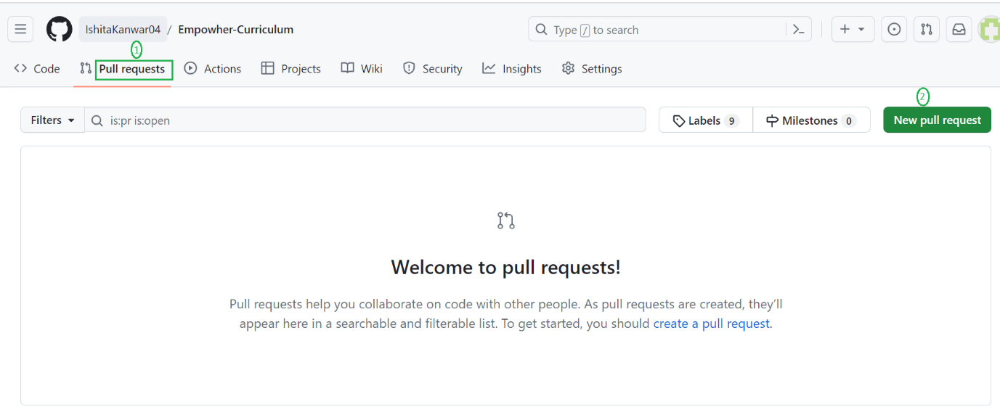 IshitaKanwar04 / Empowher-Curriculum
Type / to search
1
Code Pull requests Actions Projects Wiki Security Insights Settings
2
Filters is:pr is:open Labels 9 Milestones 0 New pull request
Welcome to pull requests!
Pull requests help you collaborate on code with other people. As pull requests are created, they’ll
appear here in a searchable and filterable list. To get started, you should create a pull request.